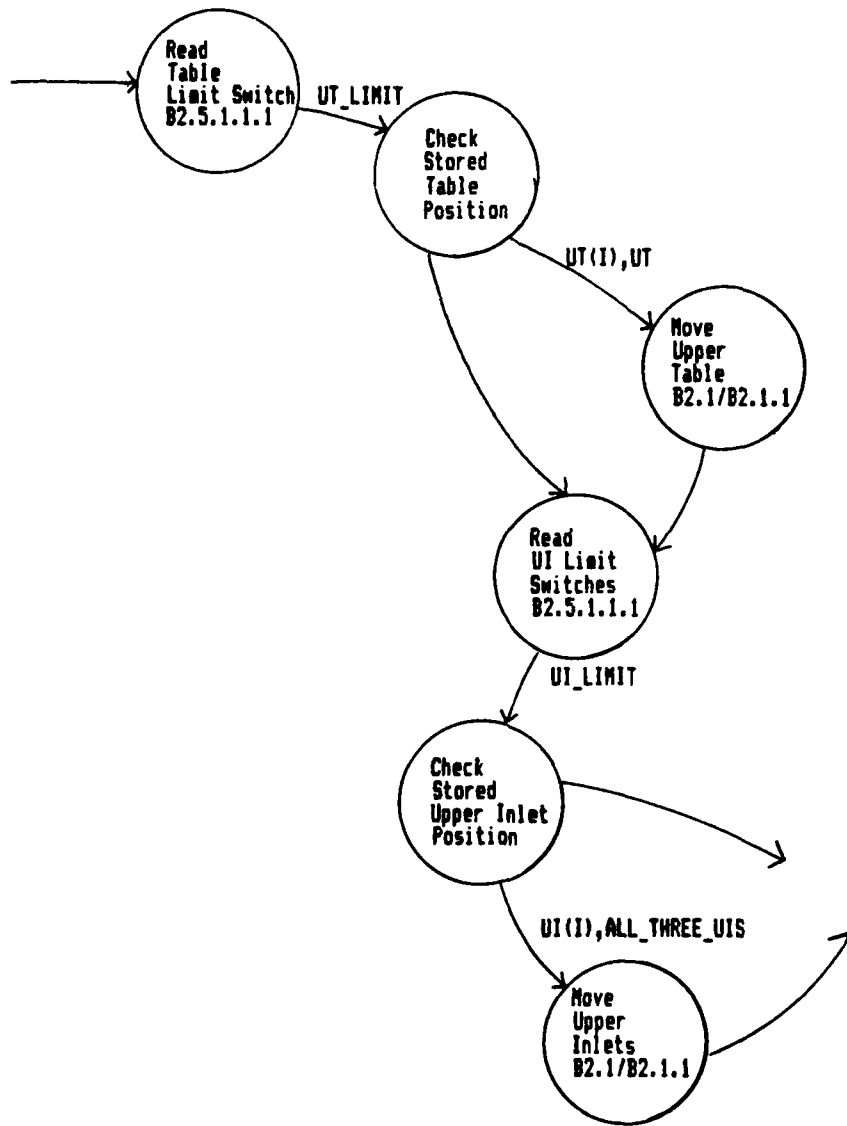 Read
Table
Limit Switch
B2.5.1.1.1
UT_LIMIT
Check
Stored
Table
Position
UT(I),UT
Move
Upper
Table
B2.1/B2.1.1
Read
UI Limit
Switches
B2.5.1.1.1
UI_LIMIT
Check
Stored
Upper Inlet
Position
UI(I),ALL_THREE_UIS
Move
Upper
Inlets
B2.1/B2.1.1